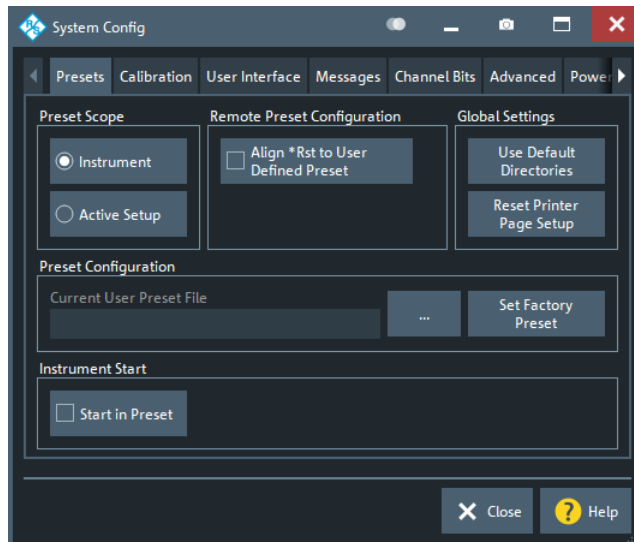 System Config
Presets Calibration User Interface Messages Channel Bits Advanced Power
Preset Scope
Instrument
Active Setup
Remote Preset Configuration
Align *Rst to User
Defined Preset
Global Settings
Use Default
Directories
Reset Printer
Page Setup
Preset Configuration
Current User Preset File
...
Set Factory
Preset
Instrument Start
Start in Preset
Close
? Help